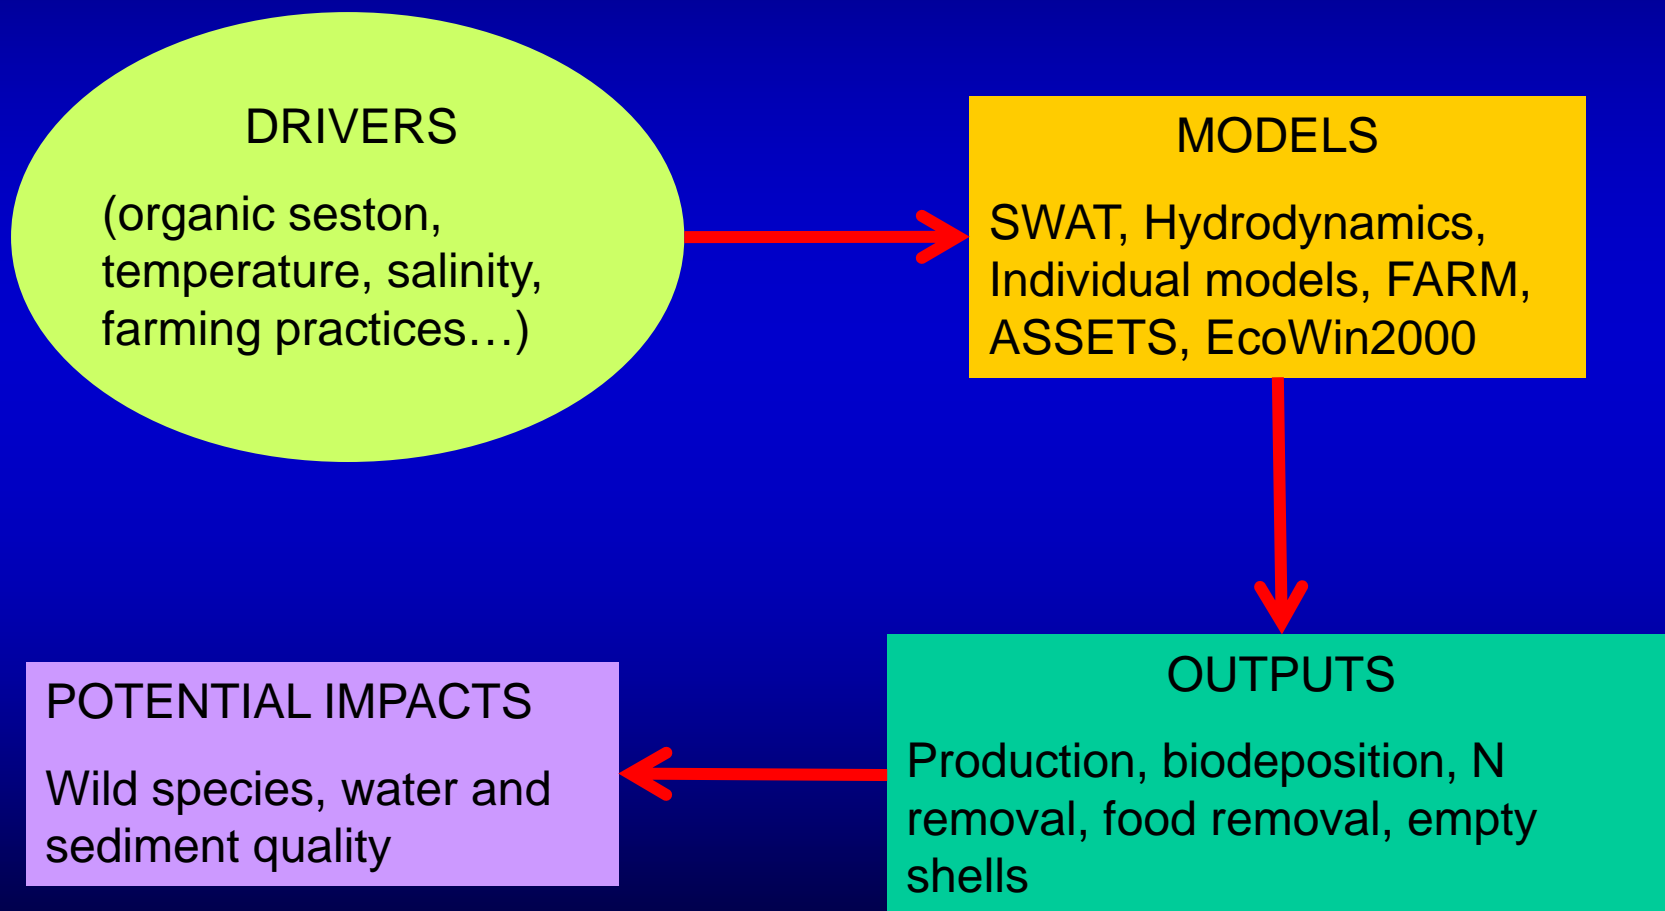 DRIVERS
(organic seston,
temperature, salinity,
farming practices…)
MODELS
SWAT, Hydrodynamics,
Individual models, FARM,
ASSETS, EcoWin2000
OUTPUTS
Production, biodeposition, N
removal, food removal, empty
shells
POTENTIAL IMPACTS
Wild species, water and
sediment quality